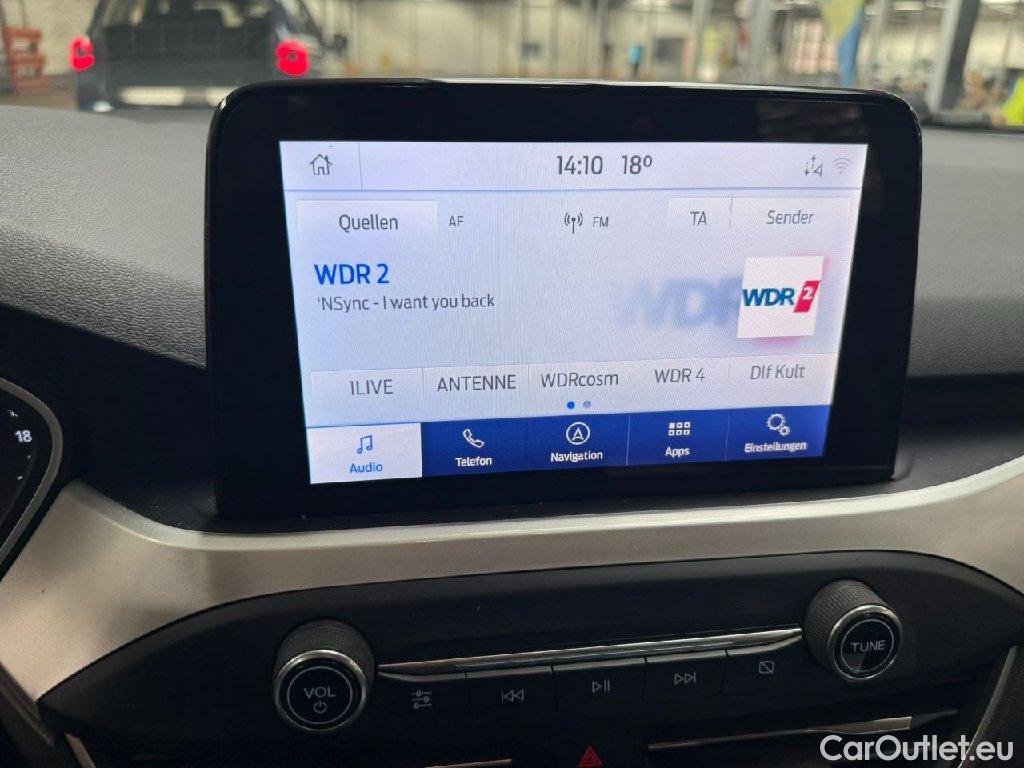 14:10 18°
Quellen AF FM TA Sender
WDR 2
'NSync - I want you back
WDR 2
1LIVE ANTENNE WDRcosm WDR 4 Dlf Kult
Audio Telefon Navigation Apps Einstellungen
18
VOL
TUNE
CarOutlet.eu